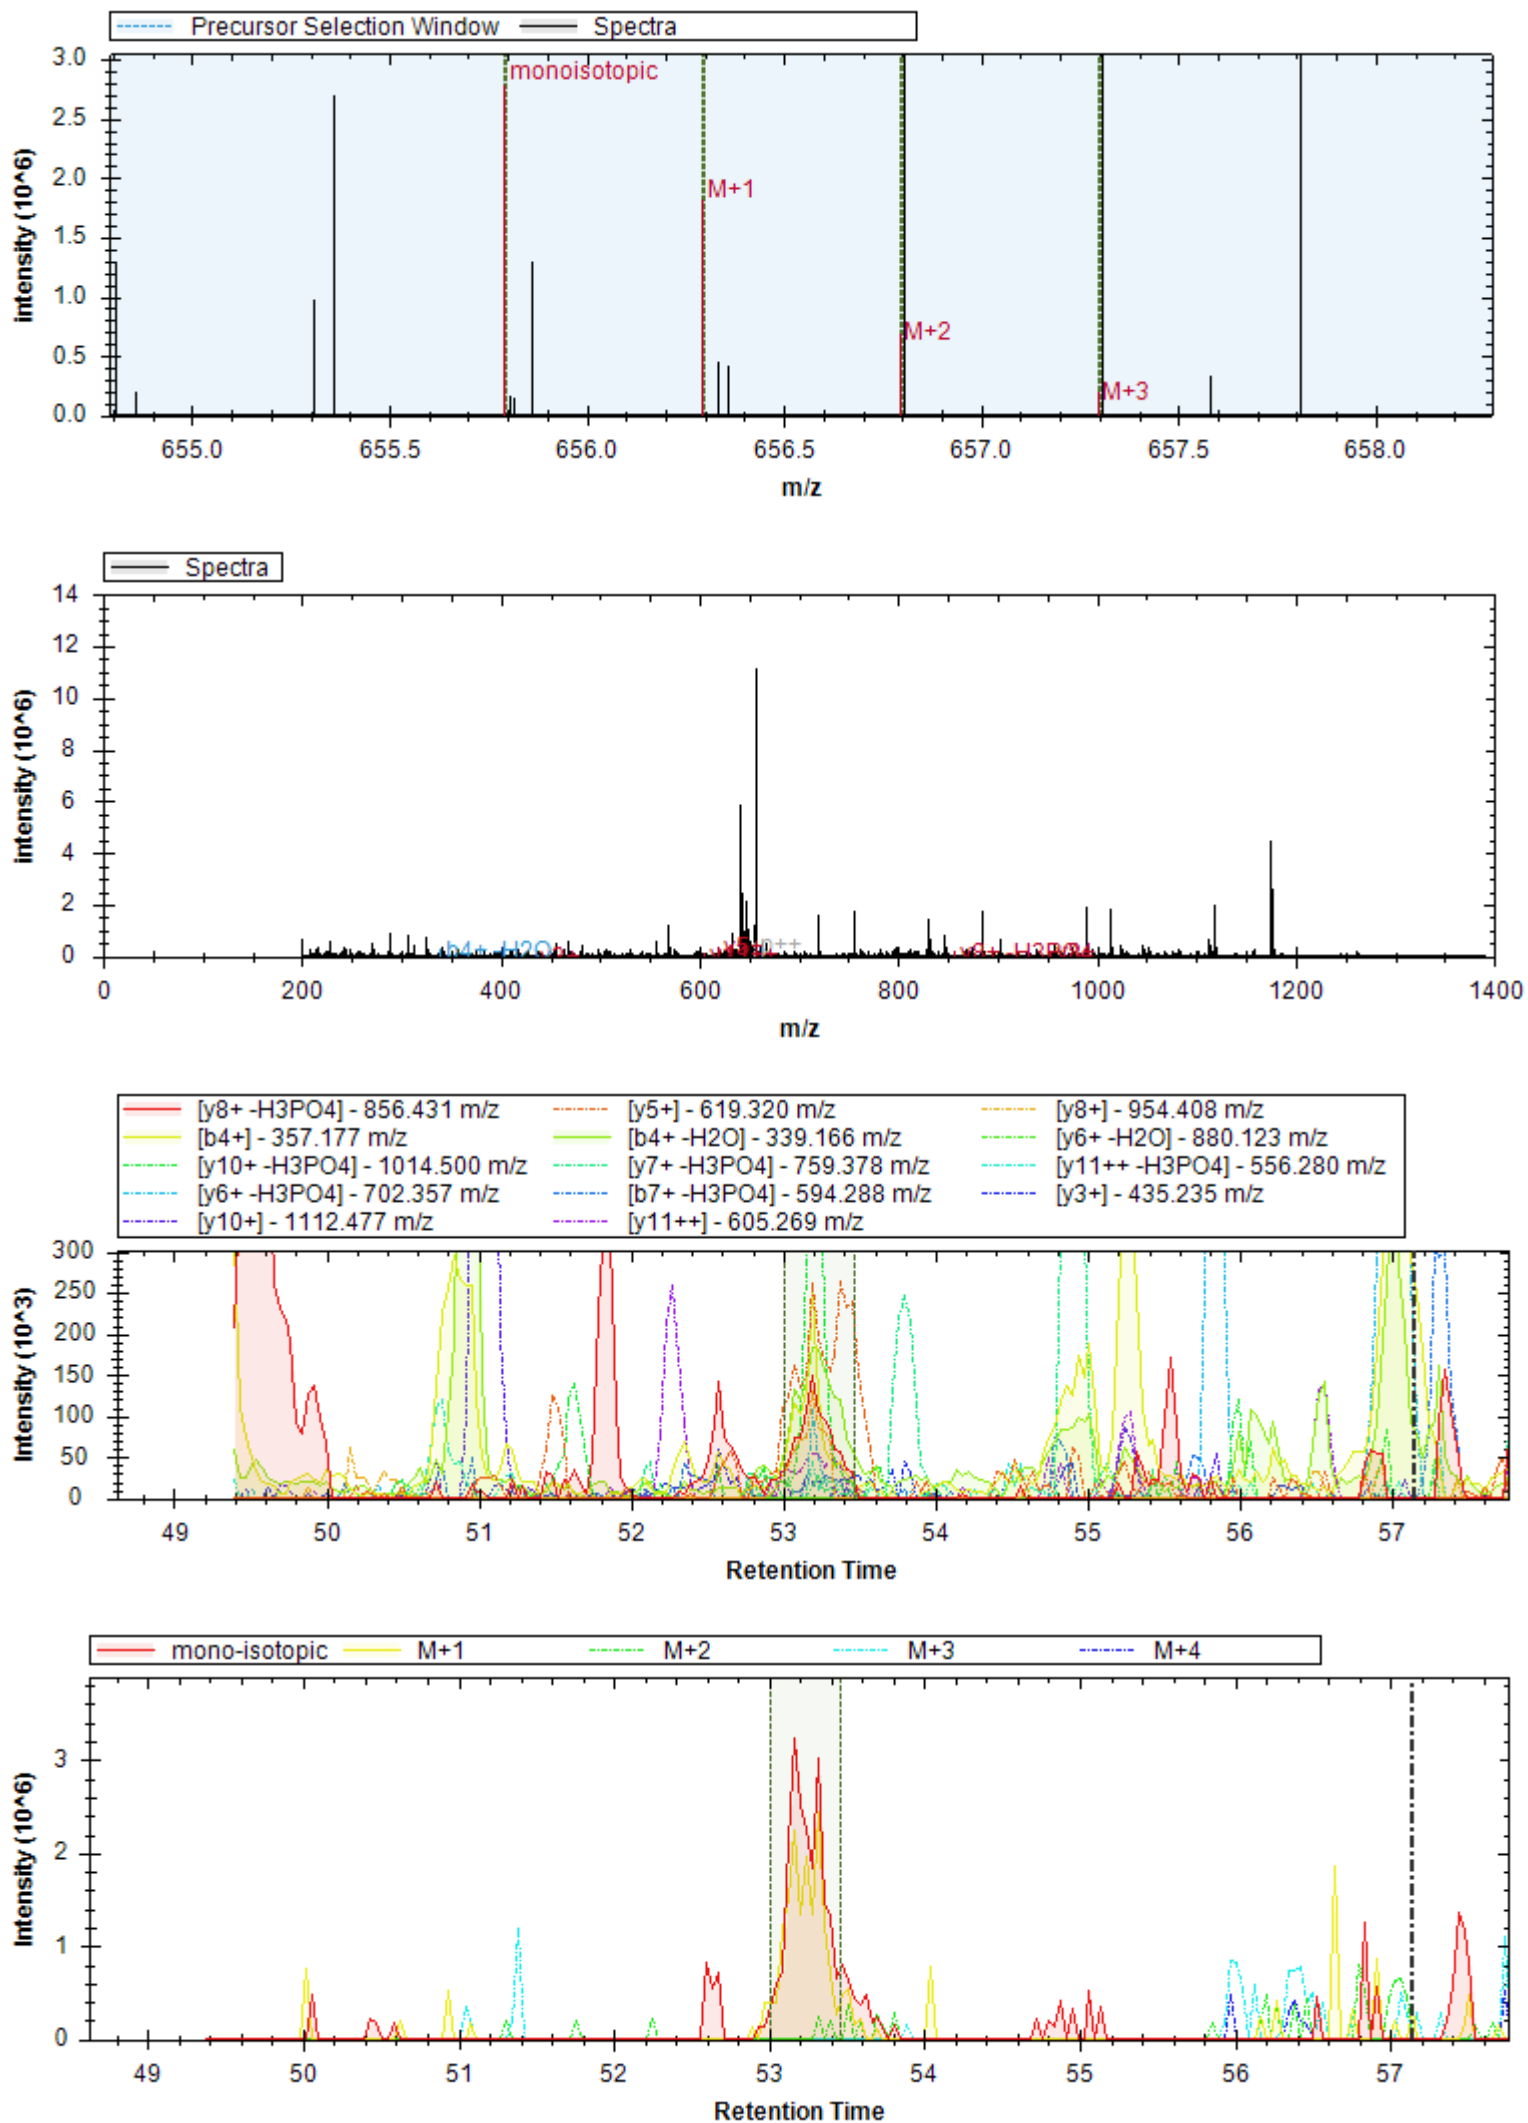 Precursor Selection Window Spectra
3.0
2.5
2.0
1.5
1.0
0.5
0.0
intensity (10^6)
monoisotopic
M+1
M+2
M+3
655.0 655.5 656.0 656.5 657.0 657.5 658.0
m/z
Spectra
14
12
10
8
6
4
2
0
intensity (10^6)
b4+ -H2O
0 200 400 600 800 1000 1200 1400
m/z
[y8+ -H3PO4] - 856.431 m/z [y5+] - 619.320 m/z [y8+] - 954.408 m/z
[b4+] - 357.177 m/z [b4+ -H2O] - 339.166 m/z [y6+ -H2O] - 880.123 m/z
[y10+ -H3PO4] - 1014.500 m/z [y7+ -H3PO4] - 759.378 m/z [y11++ -H3PO4] - 556.280 m/z
[y6+ -H3PO4] - 702.357 m/z [b7+ -H3PO4] - 594.288 m/z [y3+] - 435.235 m/z
[y10+] - 1112.477 m/z [y11++] - 605.269 m/z
300
250
200
150
100
50
0
Intensity (10^3)
49 50 51 52 53 54 55 56 57
Retention Time
mono-isotopic M+1 M+2 M+3 M+4
3
2
1
0
Intensity (10^6)
49 50 51 52 53 54 55 56 57
Retention Time